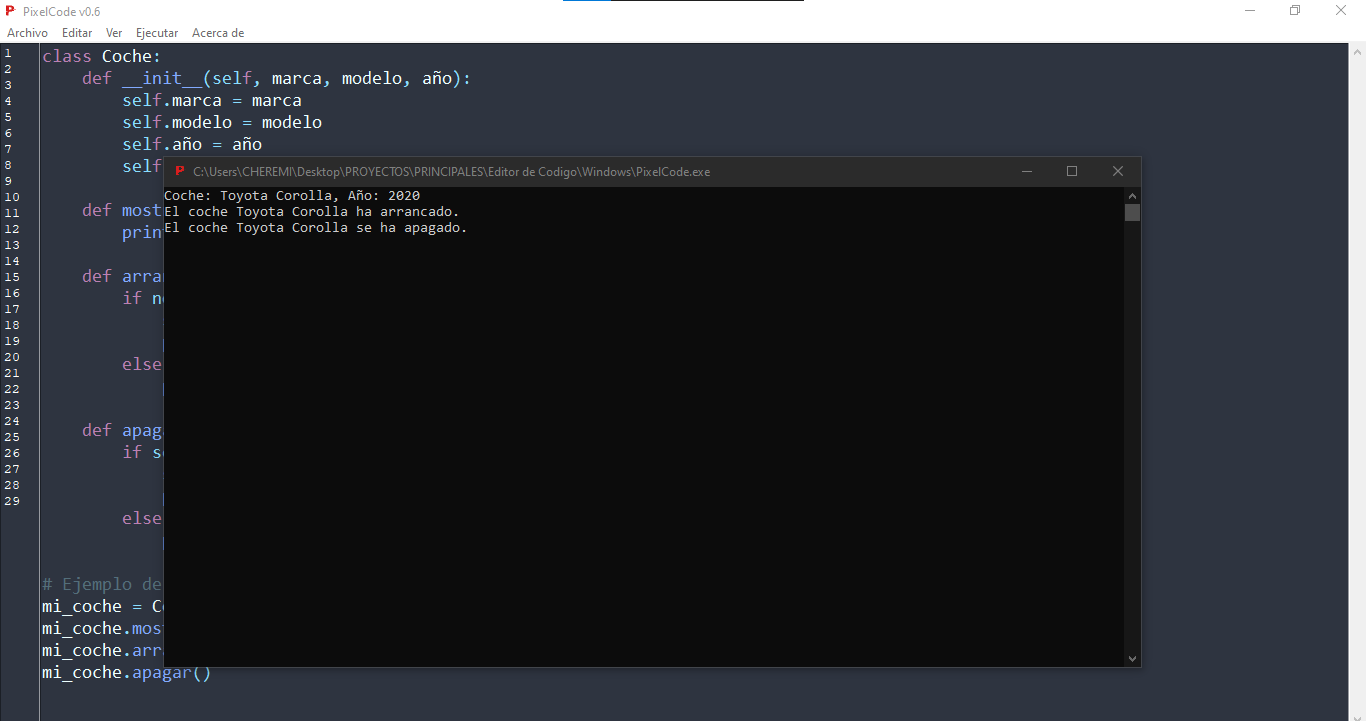 PixelCode v0.6
Archivo Editar Ver Ejecutar Acerca de
1
2
3
4
5
6
7
8
9
10
11
12
13
14
15
16
17
18
19
20
21
22
23
24
25
26
27
28
29
class Coche:
def __init__(self, marca, modelo, año):
self.marca = marca
self.modelo = modelo
self.año = año
self
def most
prin
def arra
if n
else
def apag
if s
else
# Ejemplo de
mi_coche = C
mi_coche.mos
mi_coche.arr
mi_coche.apagar()
C:\Users\CHEREMI\Desktop\PROYECTOS\PRINCIPALES\Editor de Codigo\Windows\PixelCode.exe
Coche: Toyota Corolla, Año: 2020
El coche Toyota Corolla ha arrancado.
El coche Toyota Corolla se ha apagado.